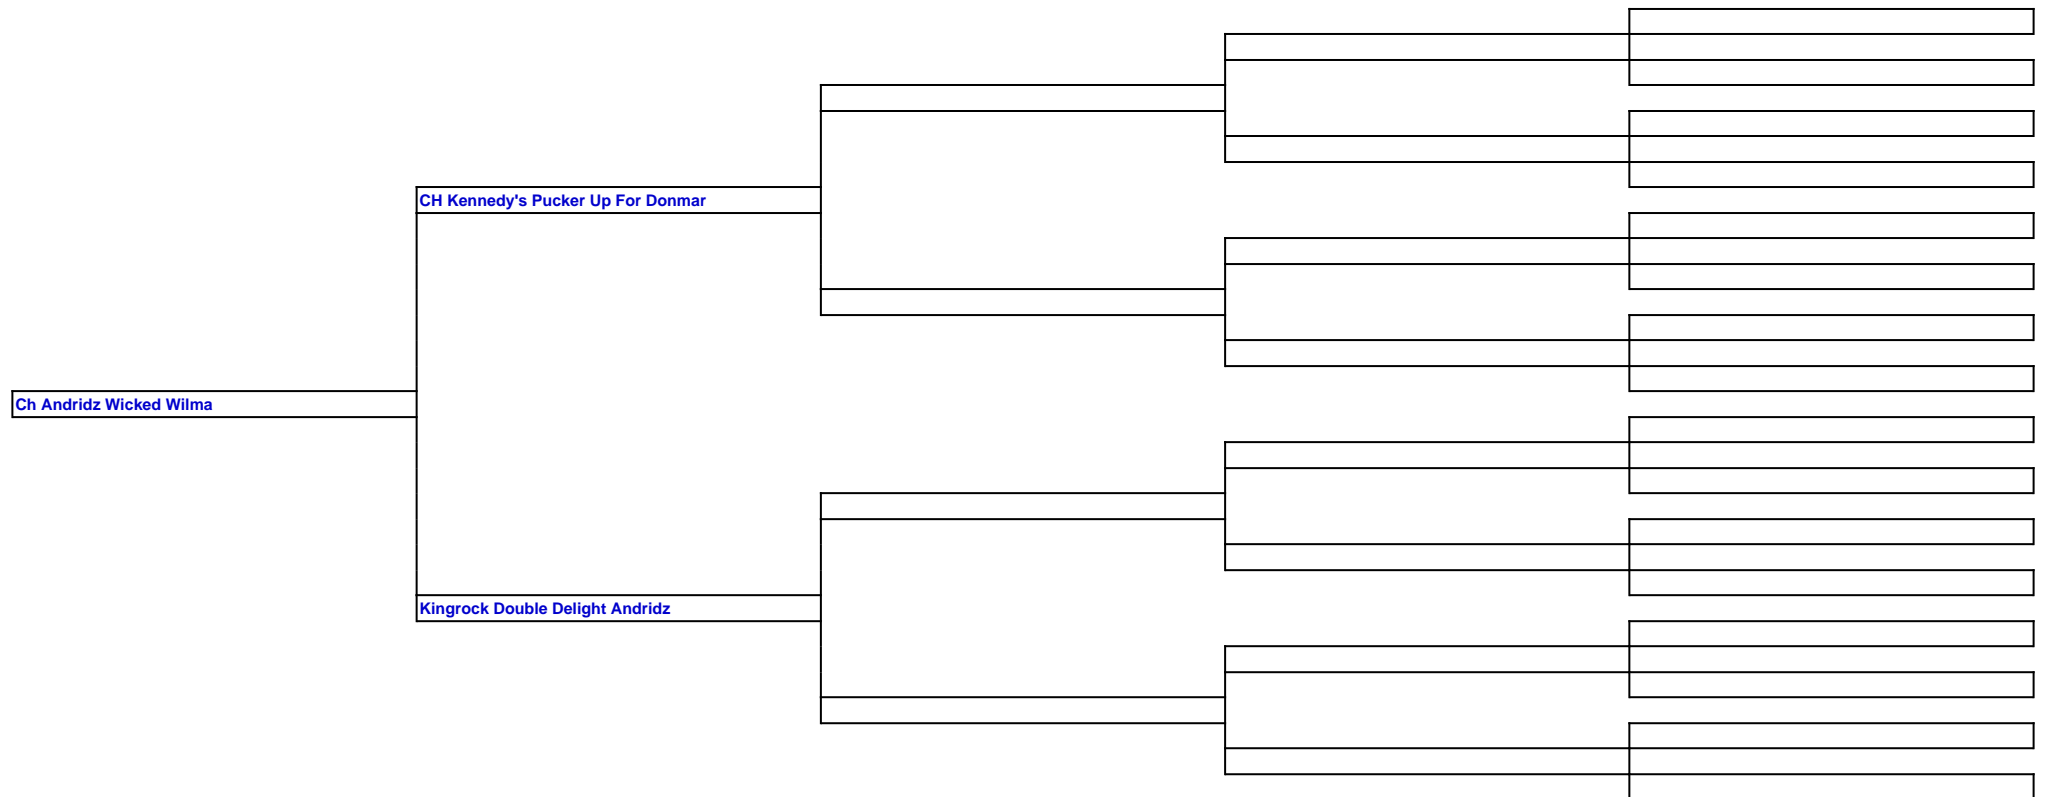 CH Kennedy's Pucker Up For Donmar
Ch Andridz Wicked Wilma
Kingrock Double Delight Andridz